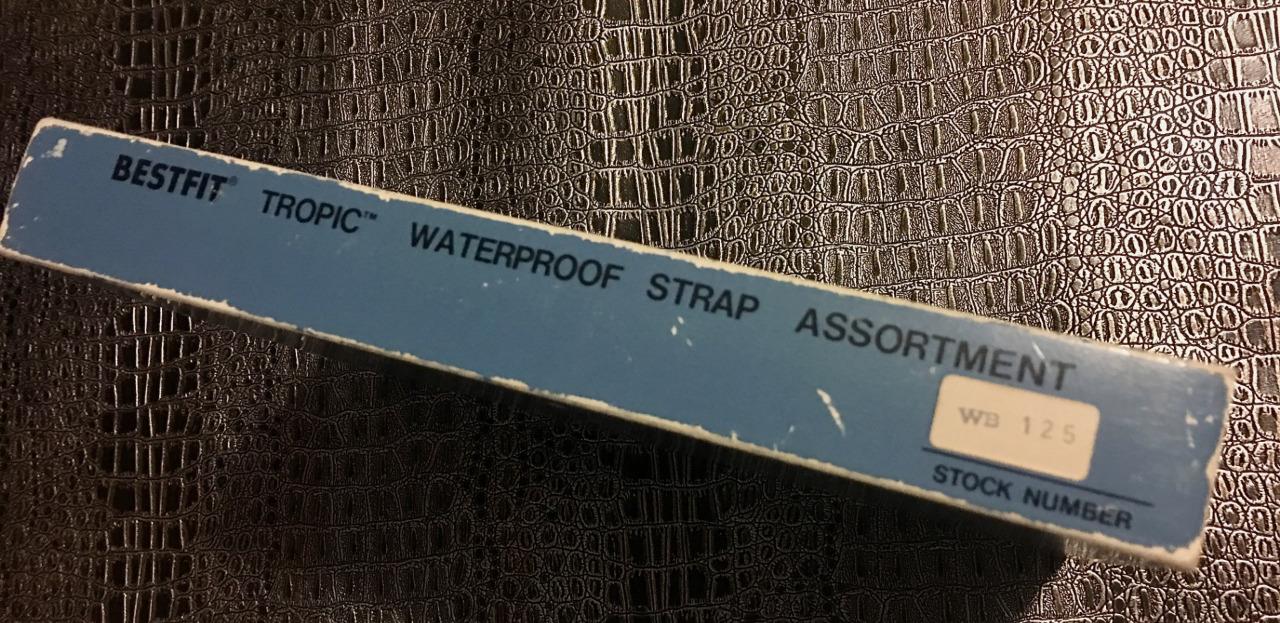 BESTFIT® TROPIC™ WATERPROOF STRAP ASSORTMENT
WB 125
STOCK NUMBER